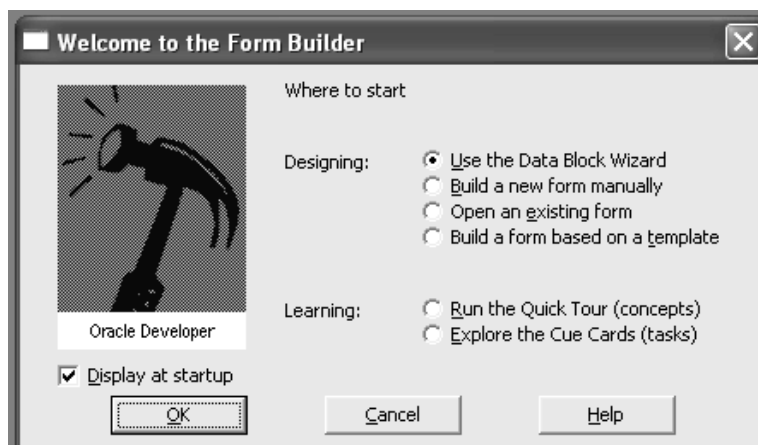 Welcome to the Form Builder
Where to start
Designing:
Use the Data Block Wizard
Build a new form manually
Open an existing form
Build a form based on a template
Learning:
Run the Quick Tour (concepts)
Explore the Cue Cards (tasks)
Oracle Developer
Display at startup
OK
Cancel
Help